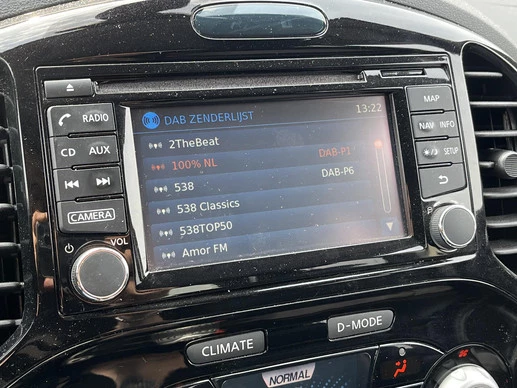 DAB ZENDERLIJST 13:22
2TheBeat
100% NL DAB-P1
538 DAB-P6
538 Classics
538TOP50
Amor FM
RADIO
CD AUX
CAMERA
VOL
MAP
NAV INFO
SETUP
CLIMATE
D-MODE
NORMAL